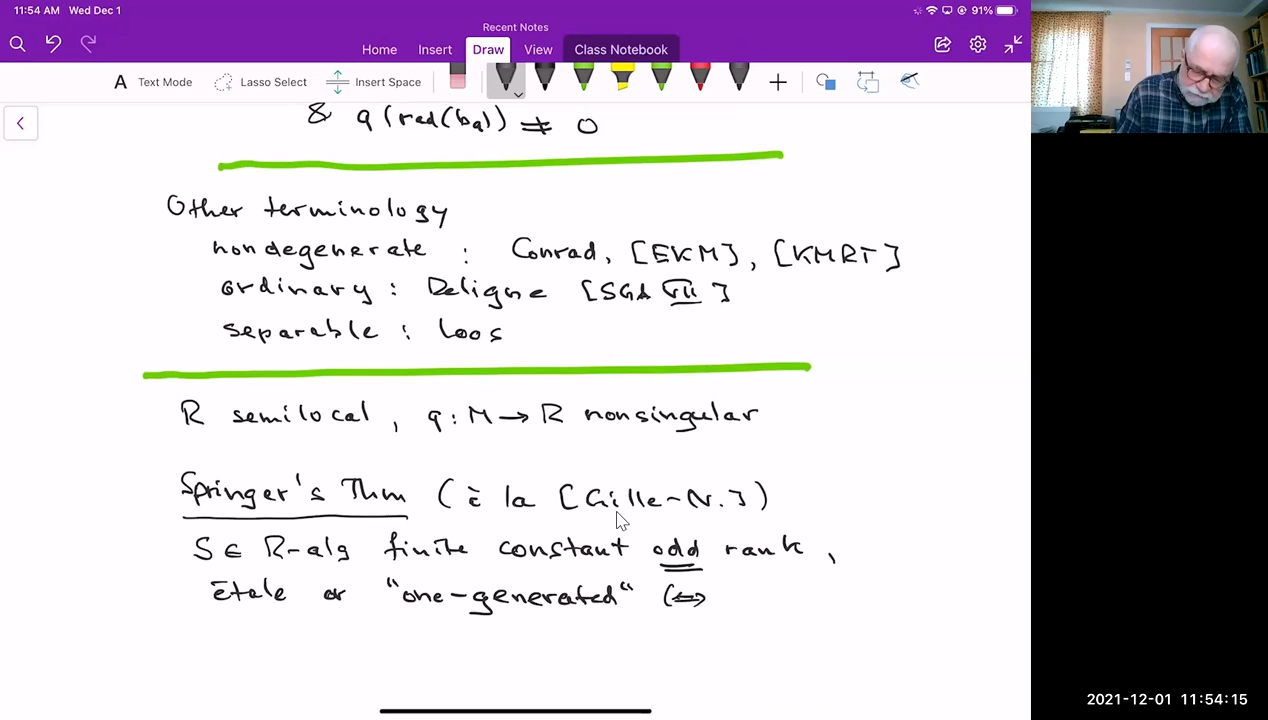 11:54 AM Wed Dec 1
91%
Recent Notes
Home Insert Draw View Class Notebook
A Text Mode Lasso Select Insert Space
& q(rad(bq)) ≠ 0
Other terminology
nondegenerate : Conrad, [EKM], [KMRT]
ordinary : Deligne [SGA VII]
separable : Loos
R semilocal, q : M → R nonsingular
Springer's Thm (à la [Gille-N.])
S ∈ R-alg finite constant odd rank,
étale or "one-generated" (⇔
2021-12-01 11:54:15